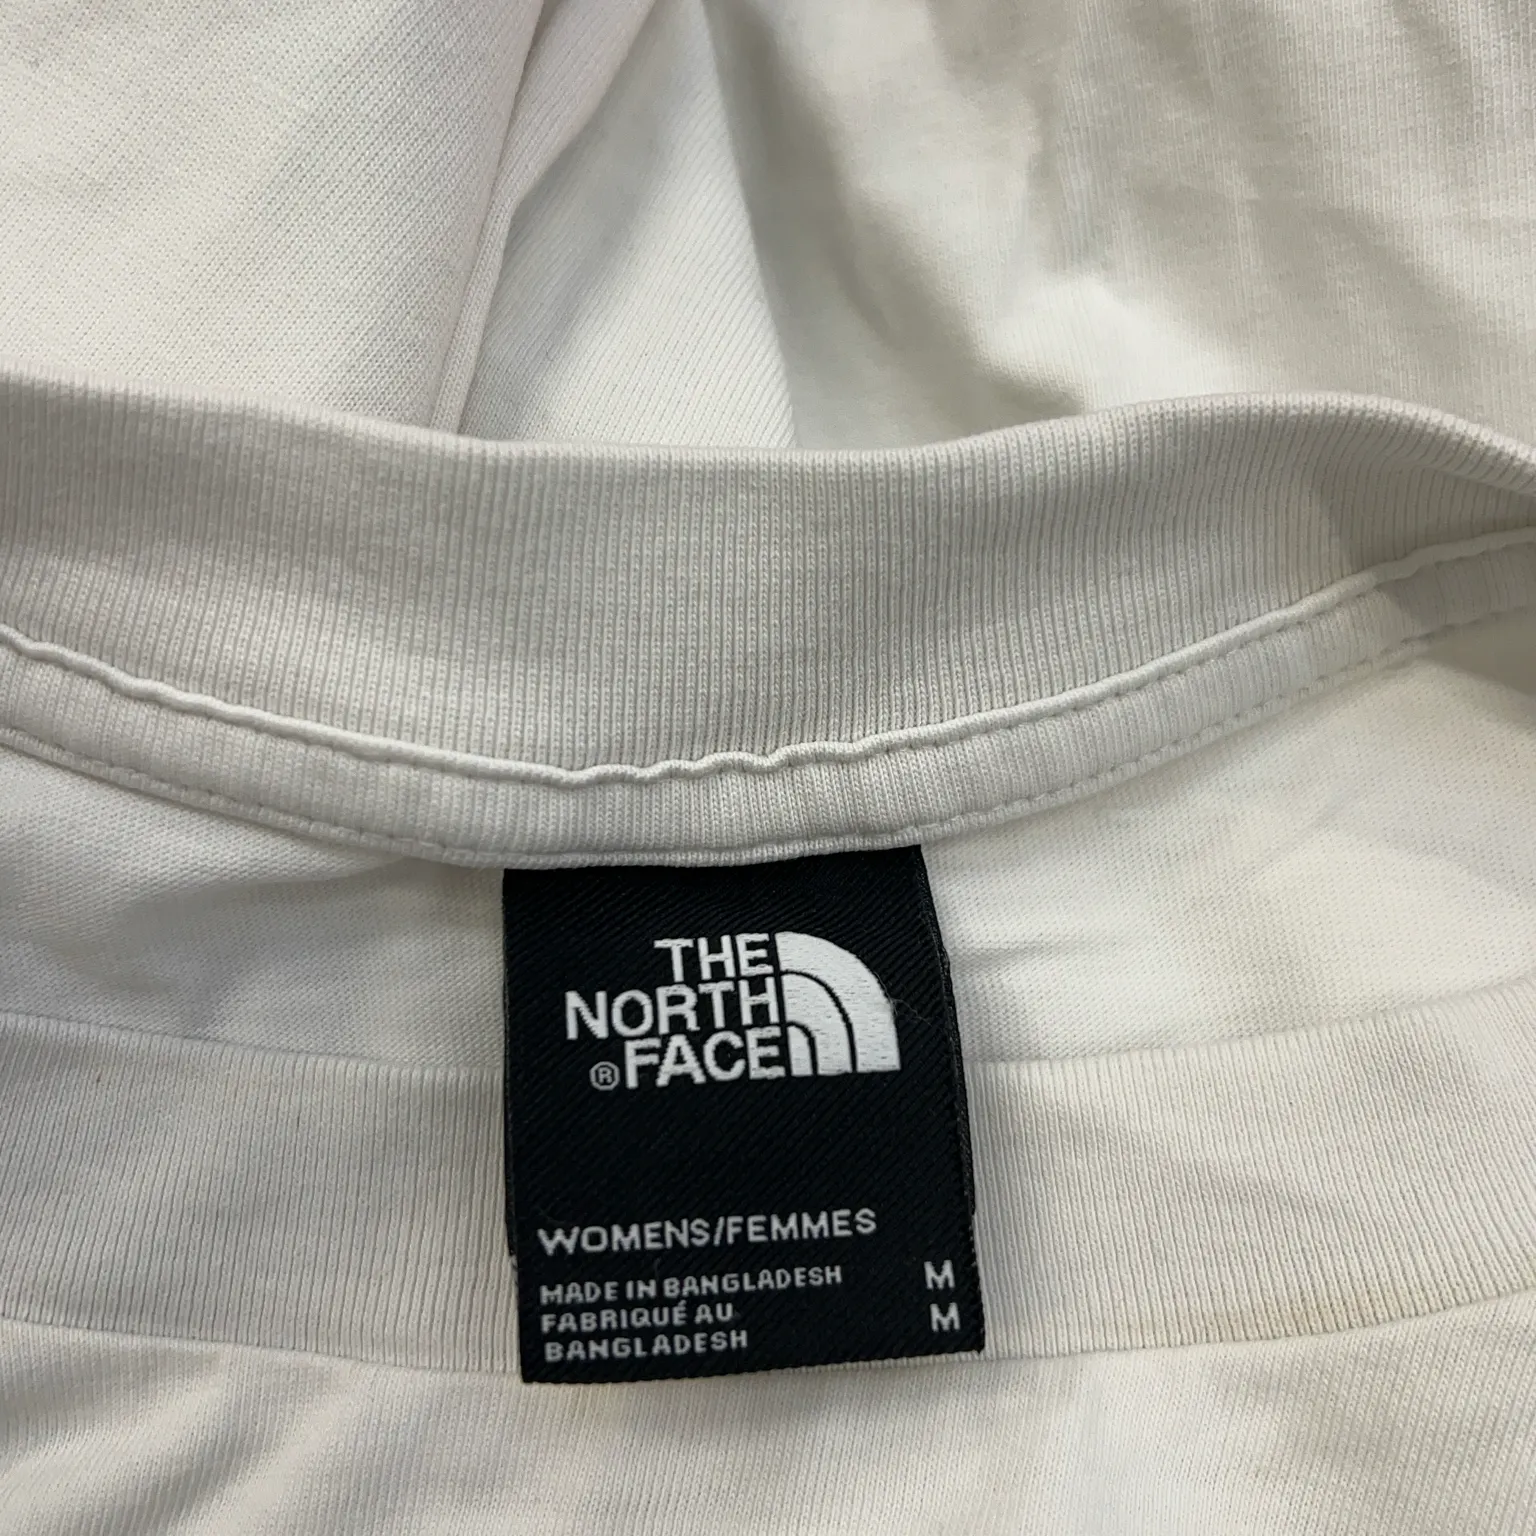 THE
NORTH
® FACE
WOMENS/FEMMES
MADE IN BANGLADESH M
FABRIQUÉ AU M
BANGLADESH